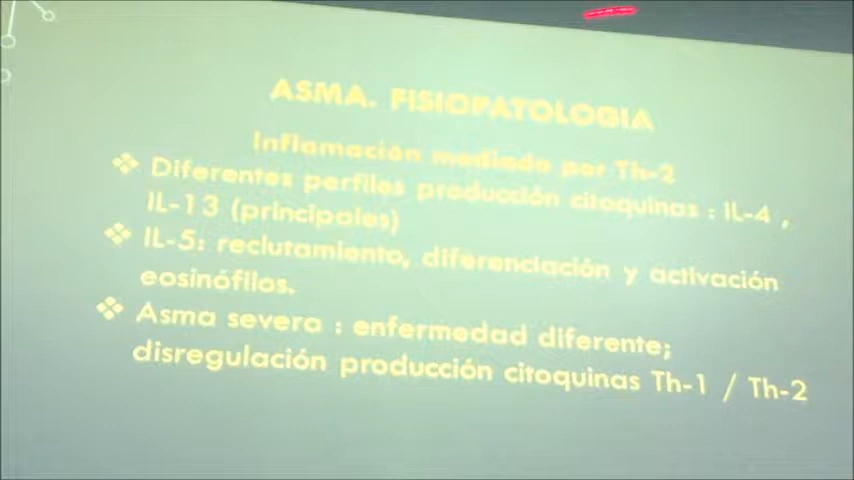 ASMA. FISIOPATOLOGIA
Inflamación mediada por Th-2
❖ Diferentes perfiles producción citoquinas : IL-4 ,
IL-13 (principales)
❖ IL-5: reclutamiento, diferenciación y activación
eosinófilos.
❖ Asma severa : enfermedad diferente;
disregulación producción citoquinas Th-1 / Th-2